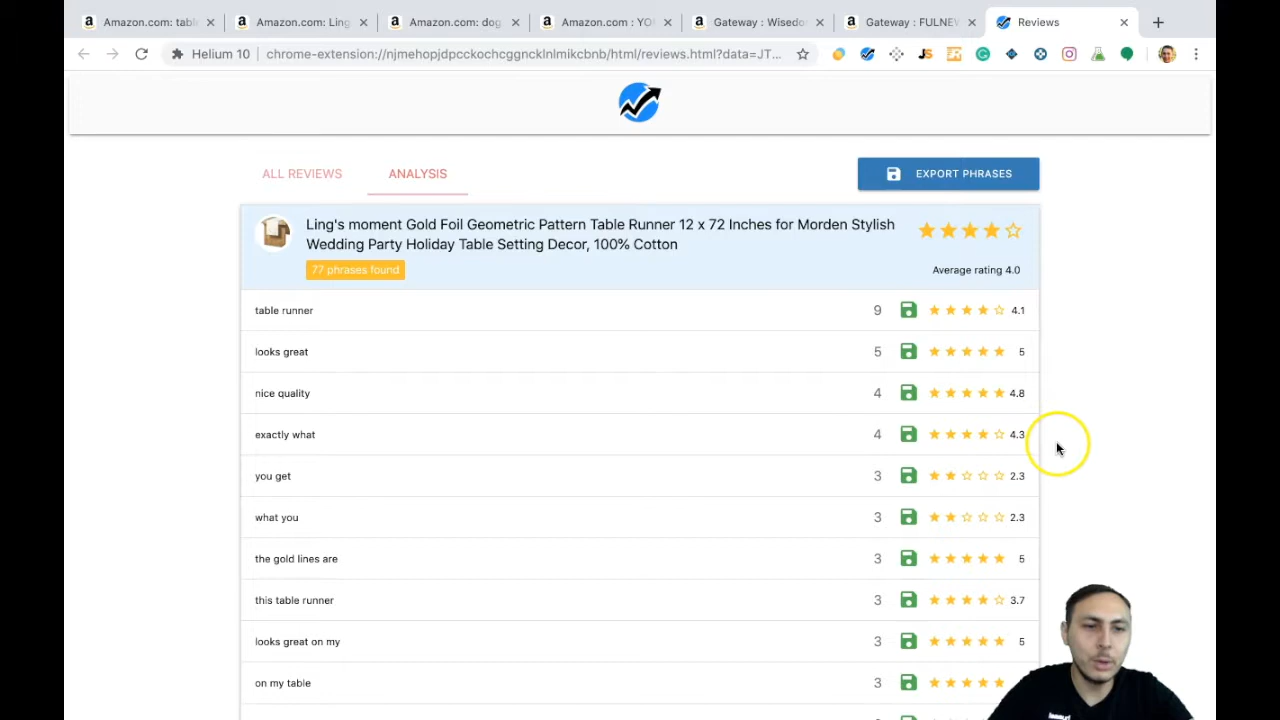 Amazon.com: tabl
Amazon.com: Ling
Amazon.com: dog
Amazon.com : YO
Gateway : Wisedo
Gateway : FULNEW
Reviews
Helium 10
chrome-extension://njmehopjdpcckochcggncklnlmikcbnb/html/reviews.html?data=JT...
JS
ALL REVIEWS
ANALYSIS
EXPORT PHRASES
Ling's moment Gold Foil Geometric Pattern Table Runner 12 x 72 Inches for Morden Stylish
Wedding Party Holiday Table Setting Decor, 100% Cotton
77 phrases found
Average rating 4.0
table runner 9 4.1
looks great 5 5
nice quality 4 4.8
exactly what 4 4.3
you get 3 2.3
what you 3 2.3
the gold lines are 3 5
this table runner 3 3.7
looks great on my 3 5
on my table 3